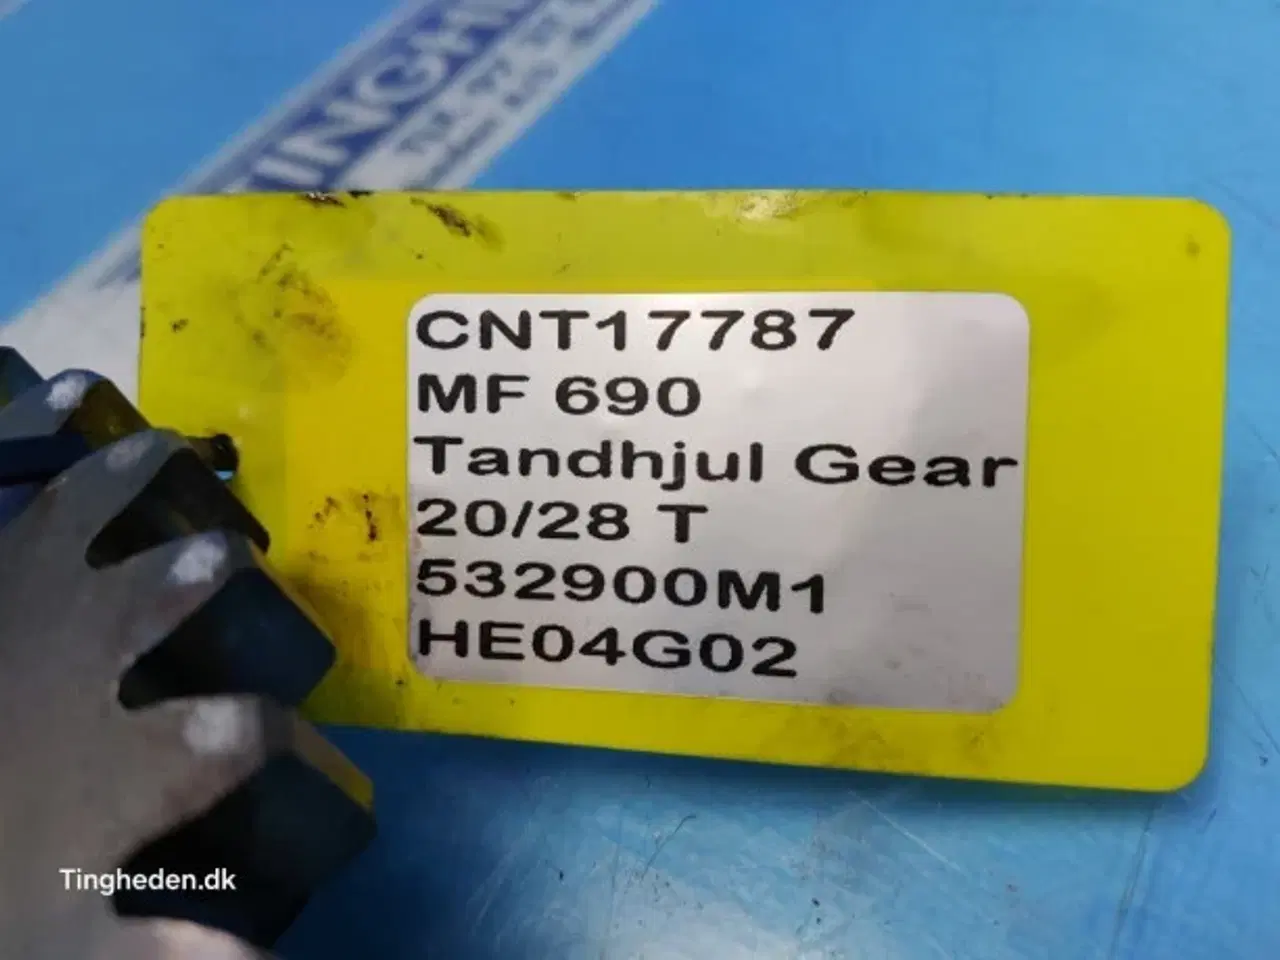 CNT17787
MF 690
Tandhjul Gear
20/28 T
532900M1
HE04G02
Tingheden.dk